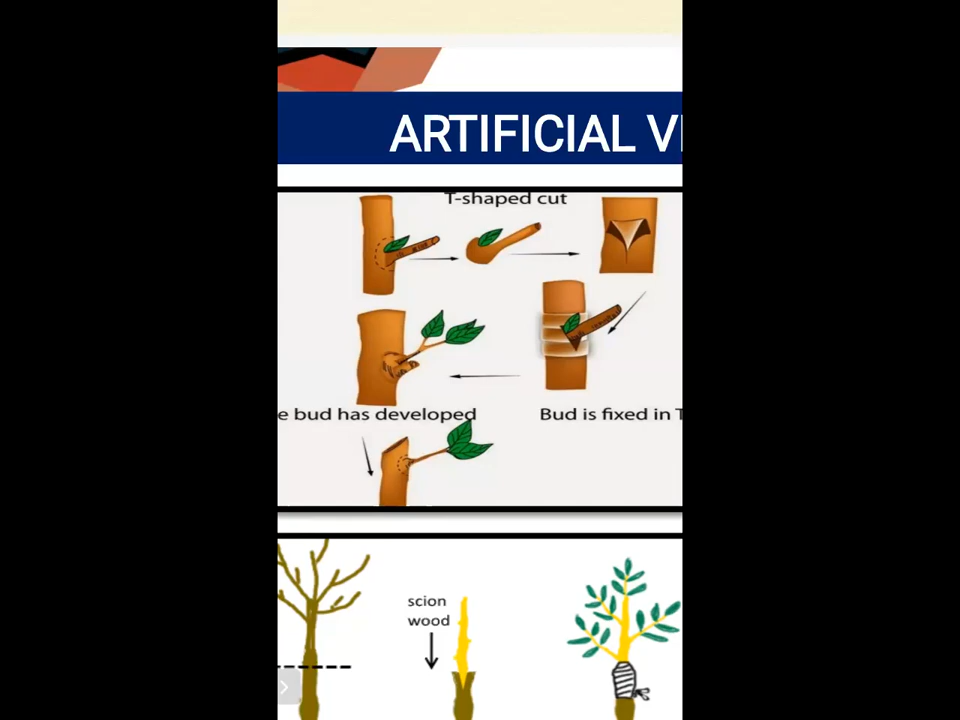 ARTIFICIAL
T-shaped cut
bud has developed
Bud is fixed in
scion
wood